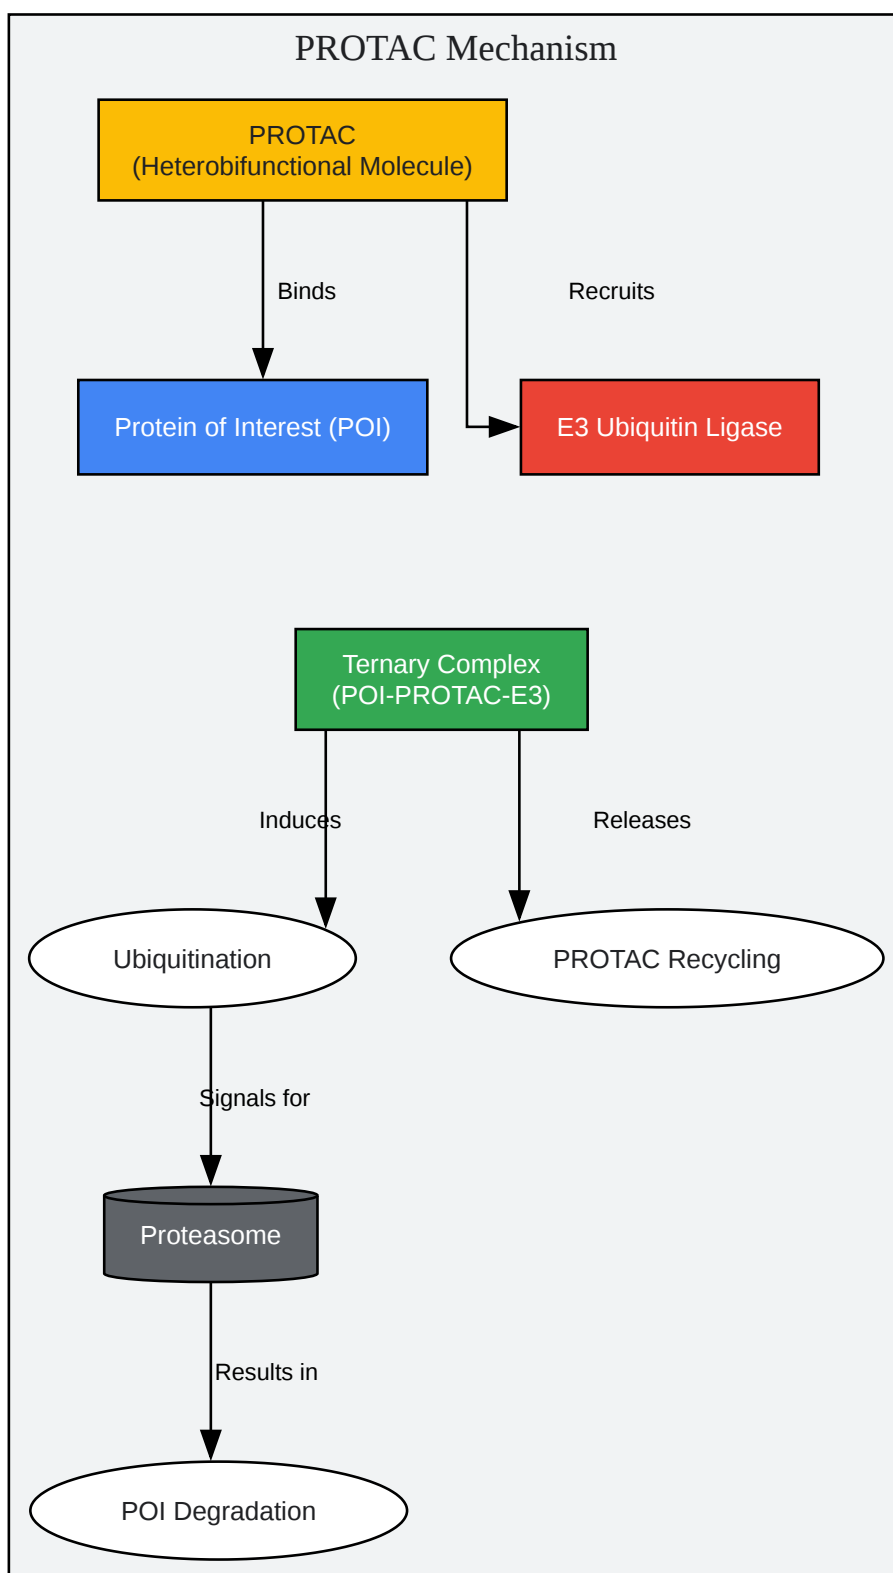 PROTAC Mechanism
PROTAC
(Heterobifunctional Molecule)
Binds
Recruits
Protein of Interest (POI)
E3 Ubiquitin Ligase
Ternary Complex
(POI-PROTAC-E3)
Induces
Releases
Ubiquitination
PROTAC Recycling
Signals for
Proteasome
Results in
POI Degradation